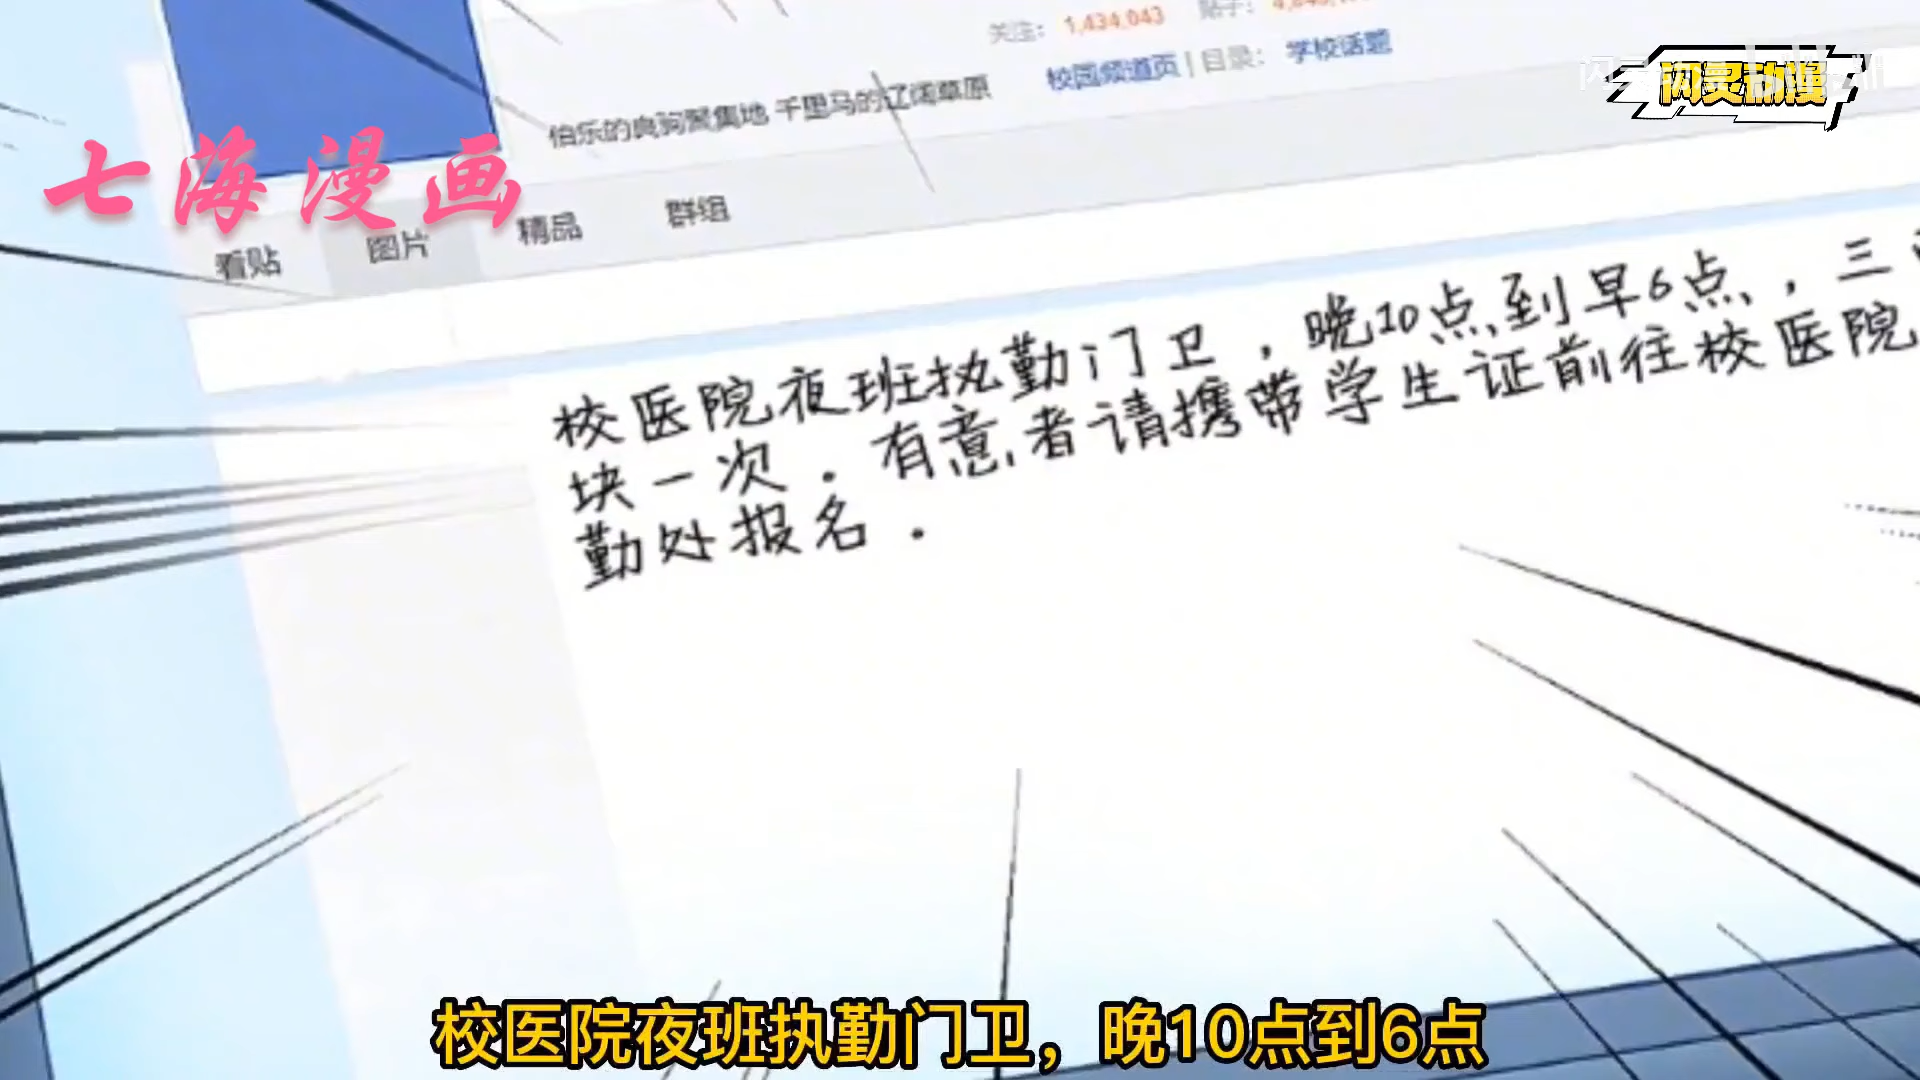 关注： 1,434,043 贴子：
伯乐的良驹聚集地 千里马的辽阔草原 校园频道页 | 目录： 学校话题
闪灵动漫
七海漫画
看贴 图片 精品 群组
校医院夜班执勤门卫，晚10点到早6点，三
块一次．有意者请携带学生证前往校医院
勤处报名．
校医院夜班执勤门卫，晚10点到6点